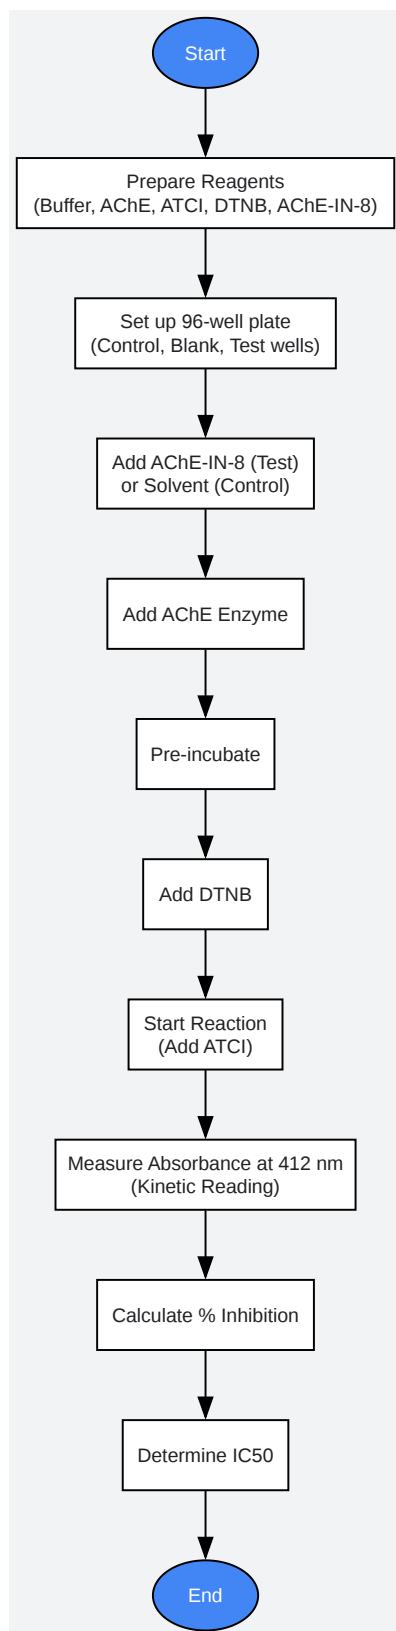 Start
Prepare Reagents
(Buffer, AChE, ATCI, DTNB, AChE-IN-8)
Set up 96-well plate
(Control, Blank, Test wells)
Add AChE-IN-8 (Test)
or Solvent (Control)
Add AChE Enzyme
Pre-incubate
Add DTNB
Start Reaction
(Add ATCI)
Measure Absorbance at 412 nm
(Kinetic Reading)
Calculate % Inhibition
Determine IC50
End